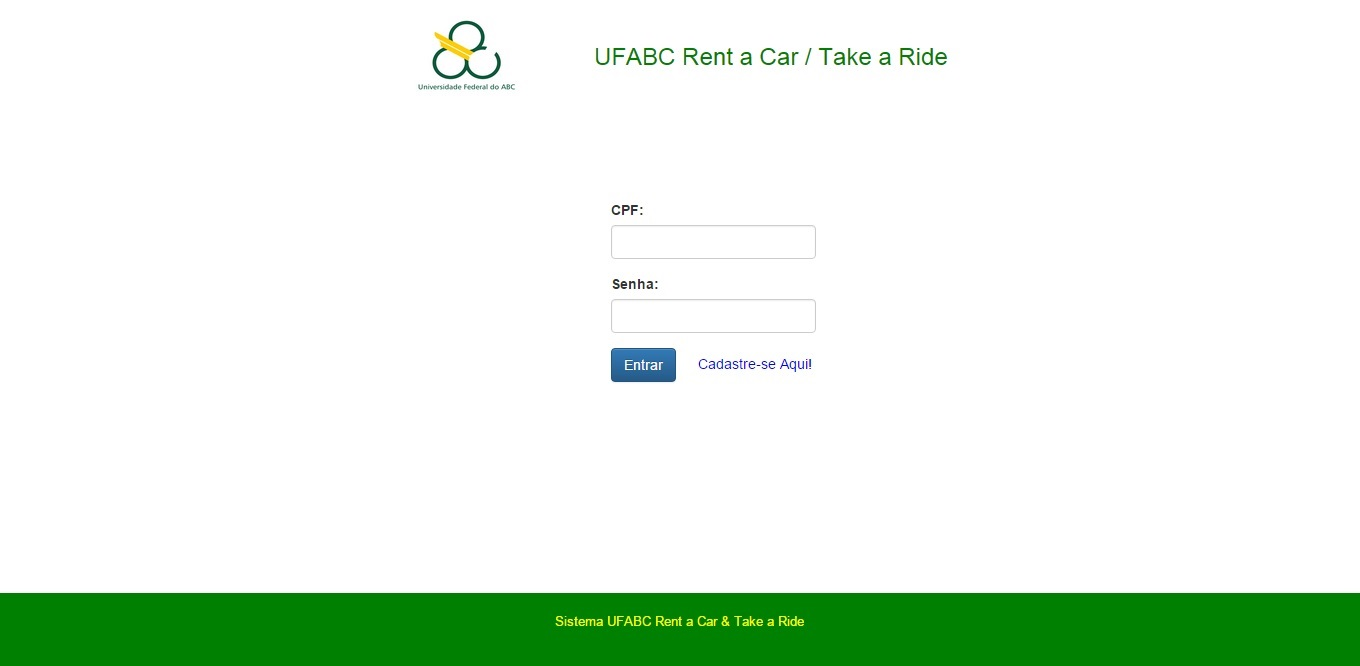 Universidade Federal do ABC
UFABC Rent a Car / Take a Ride
CPF:
Senha:
Entrar
Cadastre-se Aqui!
Sistema UFABC Rent a Car & Take a Ride